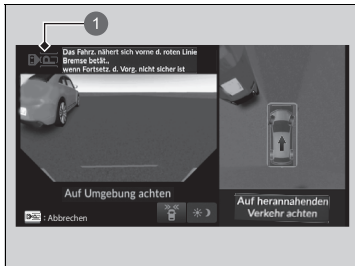 1
Das Fahrz. nähert sich vorne d. roten Linie
Bremse betät.,
wenn Fortsetz. d. Vorg. nicht sicher ist
Auf Umgebung achten
: Abbrechen
Auf herannahenden
Verkehr achten